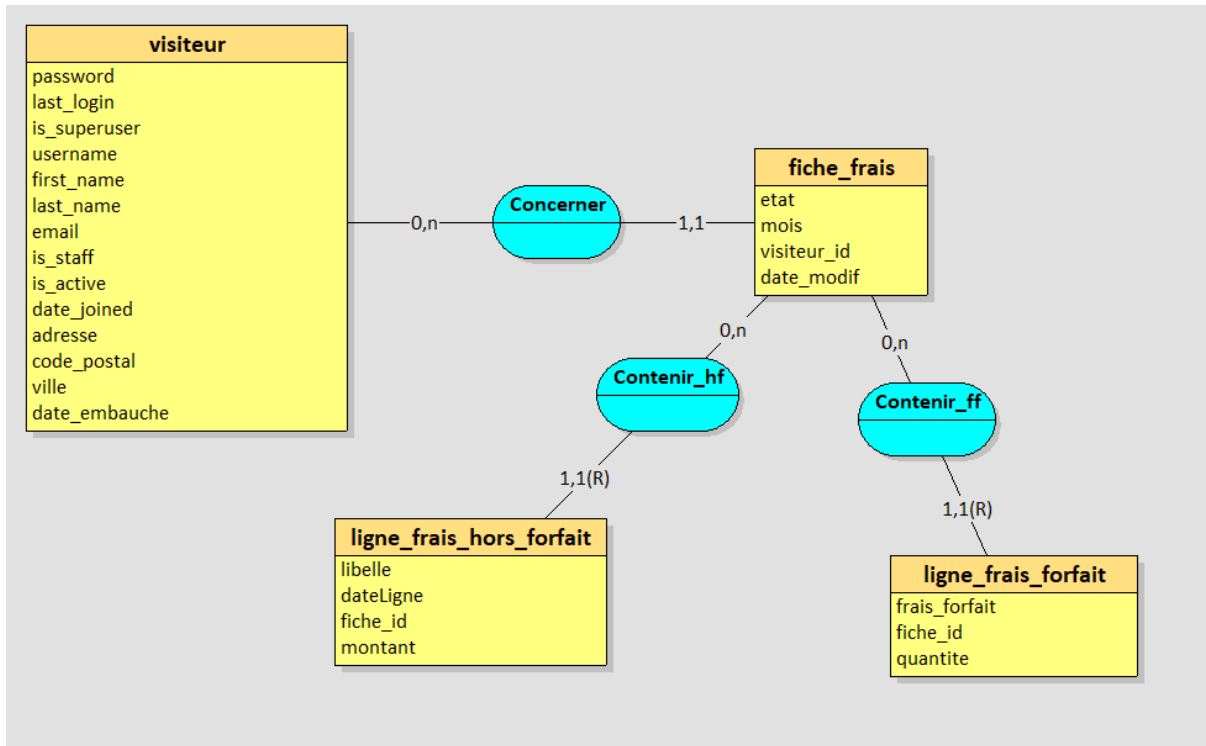 visiteur
password
last_login
is_superuser
username
first_name
last_name
email
is_staff
is_active
date_joined
adresse
code_postal
ville
date_embauche
0,n
Concerner
1,1
fiche_frais
etat
mois
visiteur_id
date_modif
0,n
Contenir_hf
1,1(R)
0,n
Contenir_ff
1,1(R)
ligne_frais_hors_forfait
libelle
dateLigne
fiche_id
montant
ligne_frais_forfait
frais_forfait
fiche_id
quantite